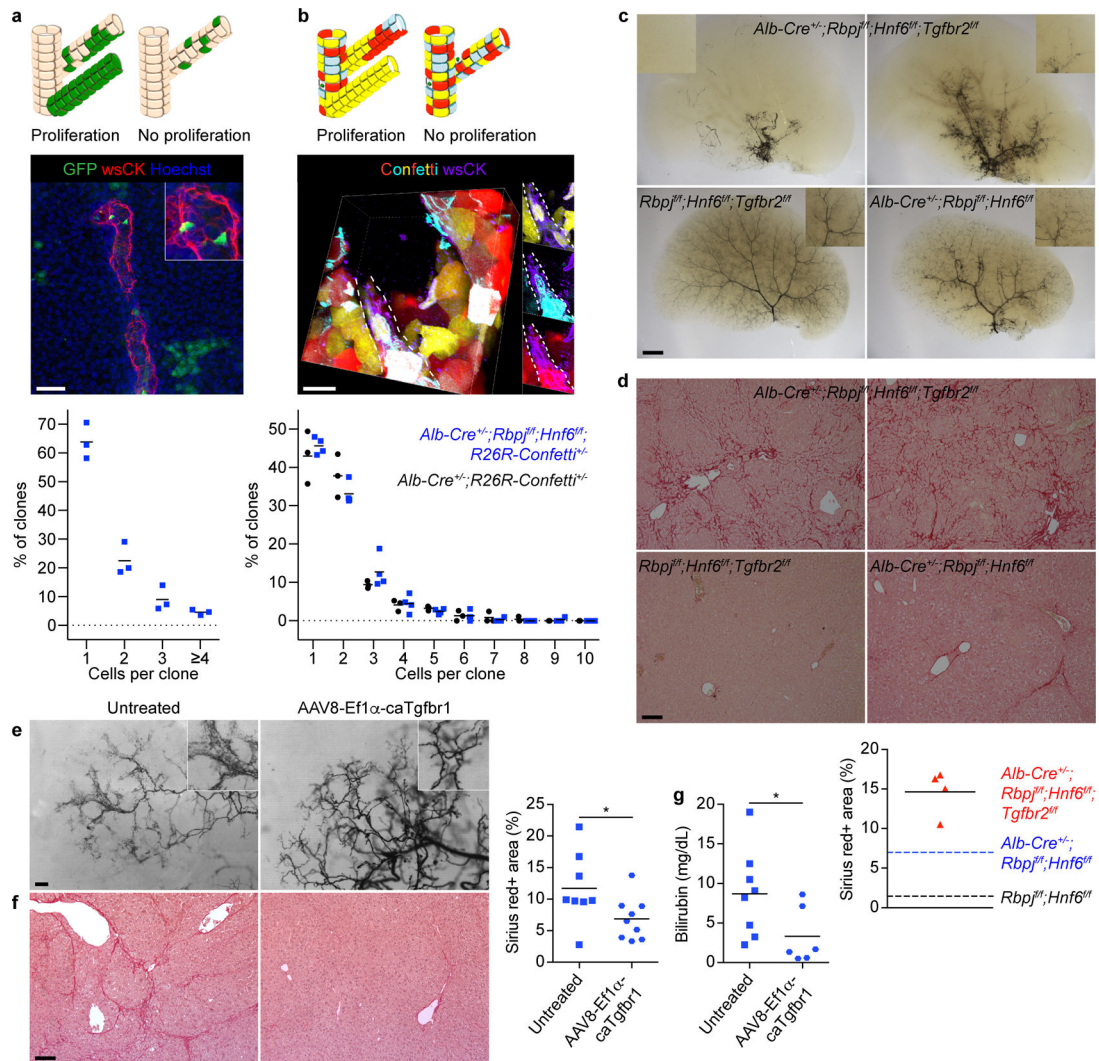 a
Proliferation
No proliferation
GFP wsCK Hoechst
% of clones
70
60
50
40
30
20
10
0
1
2
3
≥4
Cells per clone
b
Proliferation
No proliferation
Confetti wsCK
Alb-Cre+/-;Rbpjf/f;Hnf6f/f;
R26R-Confetti+/-
Alb-Cre+/-;R26R-Confetti+/-
% of clones
50
40
30
20
10
0
1 2 3 4 5 6 7 8 9 10
Cells per clone
c
Alb-Cre+/-;Rbpjf/f;Hnf6f/f;Tgfbr2f/f
Rbpjf/f;Hnf6f/f;Tgfbr2f/f
Alb-Cre+/-;Rbpjf/f;Hnf6f/f
d
Alb-Cre+/-;Rbpjf/f;Hnf6f/f;Tgfbr2f/f
Rbpjf/f;Hnf6f/f;Tgfbr2f/f
Alb-Cre+/-;Rbpjf/f;Hnf6f/f
Sirius red+ area (%)
20
15
10
5
0
Alb-Cre+/-;
Rbpjf/f;Hnf6f/f;
Tgfbr2f/f
Alb-Cre+/-;
Rbpjf/f;Hnf6f/f
Rbpjf/f;Hnf6f/f
Untreated
AAV8-Ef1α-caTgfbr1
e
f
Sirius red+ area (%)
25
20
15
10
5
0
*
Untreated
AAV8-Ef1α-
caTgfbr1
g
Bilirubin (mg/dL)
20
15
10
5
0
*
Untreated
AAV8-Ef1α-
caTgfbr1